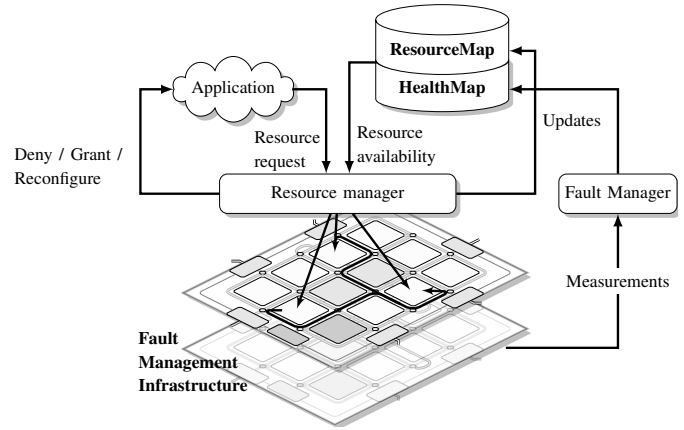 ResourceMap
Application
HealthMap
Updates
Resource
request
Resource
availability
Deny / Grant /
Reconfigure
Resource manager
Fault Manager
Measurements
Fault
Management
Infrastructure